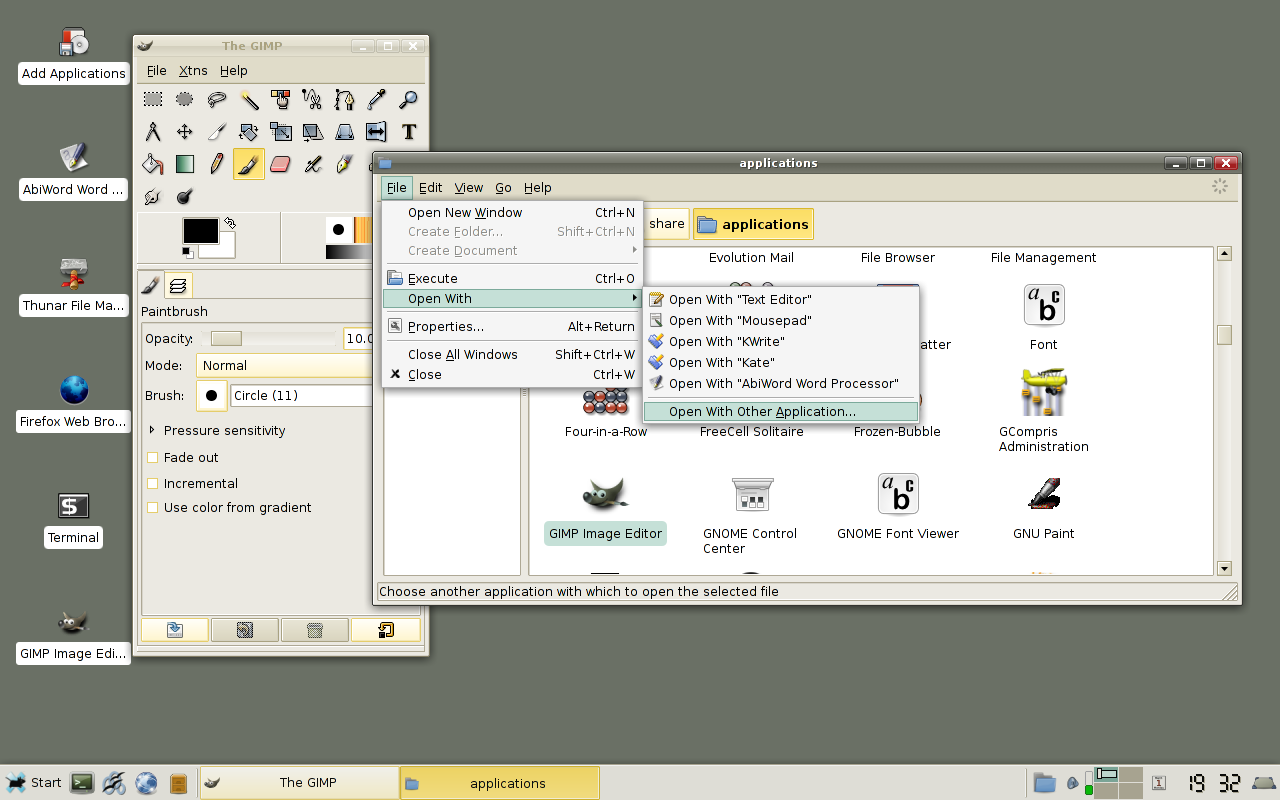 Add Applications
AbiWord Word ...
Thunar File Ma...
Firefox Web Bro...
Terminal
GIMP Image Edi...
The GIMP
File Xtns Help
Paintbrush
Opacity: 10.0
Mode: Normal
Brush: Circle (11)
Pressure sensitivity
Fade out
Incremental
Use color from gradient
applications
File Edit View Go Help
share applications
Open New Window Ctrl+N
Create Folder... Shift+Ctrl+N
Create Document
Execute Ctrl+O
Open With
Properties... Alt+Return
Close All Windows Shift+Ctrl+W
Close Ctrl+W
Open With "Text Editor"
Open With "Mousepad"
Open With "KWrite"
Open With "Kate"
Open With "AbiWord Word Processor"
Open With Other Application...
Evolution Mail File Browser File Management
atter Font
Four-in-a-Row FreeCell Solitaire Frozen-Bubble GCompris
Administration
GIMP Image Editor GNOME Control GNOME Font Viewer GNU Paint
Center
Choose another application with which to open the selected file
Start The GIMP applications 19 32